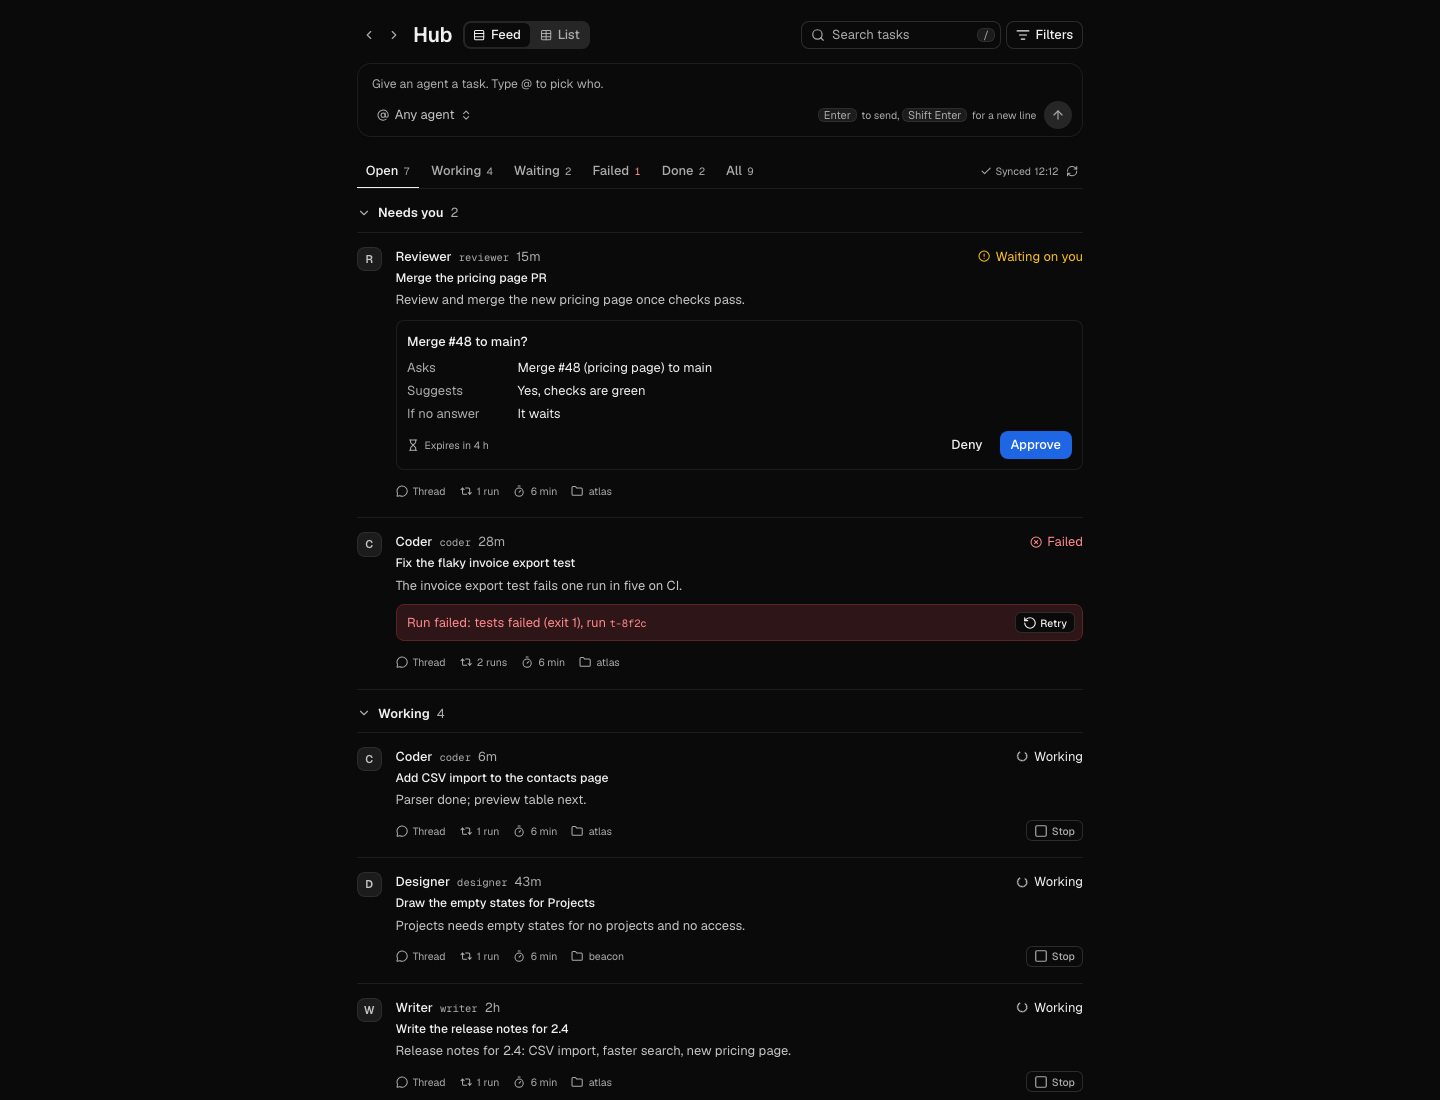 Hub Feed List Search tasks / Filters
Give an agent a task. Type @ to pick who.
@ Any agent Enter to send, Shift Enter for a new line
Open 7 Working 4 Waiting 2 Failed 1 Done 2 All 9 Synced 12:12
Needs you 2
R Reviewer reviewer 15m Waiting on you
Merge the pricing page PR
Review and merge the new pricing page once checks pass.
Merge #48 to main?
Asks Merge #48 (pricing page) to main
Suggests Yes, checks are green
If no answer It waits
Expires in 4 h Deny Approve
Thread 1 run 6 min atlas
C Coder coder 28m Failed
Fix the flaky invoice export test
The invoice export test fails one run in five on CI.
Run failed: tests failed (exit 1), run t-8f2c Retry
Thread 2 runs 6 min atlas
Working 4
C Coder coder 6m Working
Add CSV import to the contacts page
Parser done; preview table next.
Thread 1 run 6 min atlas Stop
D Designer designer 43m Working
Draw the empty states for Projects
Projects needs empty states for no projects and no access.
Thread 1 run 6 min beacon Stop
W Writer writer 2h Working
Write the release notes for 2.4
Release notes for 2.4: CSV import, faster search, new pricing page.
Thread 1 run 6 min atlas Stop